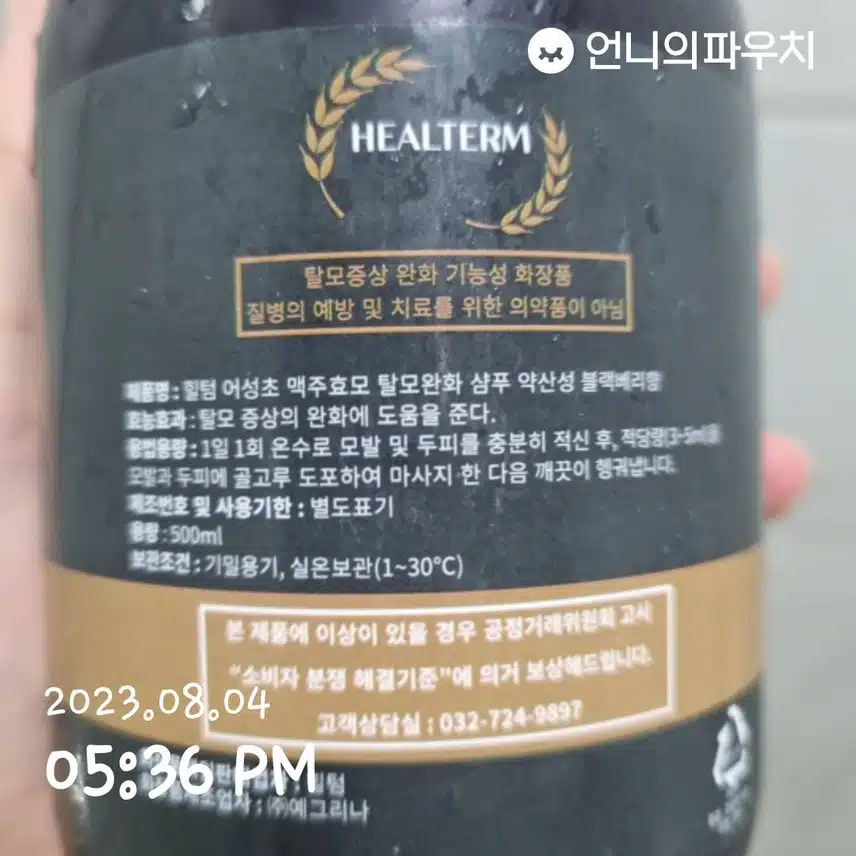 언니의파우치
HEALTERM
탈모증상 완화 기능성 화장품
질병의 예방 및 치료를 위한 의약품이 아님
제품명 : 힐텀 어성초 맥주효모 탈모완화 샴푸 약산성 블랙베리향
효능효과 : 탈모 증상의 완화에 도움을 준다.
용법용량 : 1일 1회 온수로 모발 및 두피를 충분히 적신 후, 적당량(3~5ml)을
모발과 두피에 골고루 도포하여 마사지 한 다음 깨끗이 헹궈냅니다.
제조번호 및 사용기한 : 별도표기
용량 : 500ml
보관조건 : 기밀용기, 실온보관(1~30°C)
본 제품에 이상이 있을 경우 공정거래위원회 고시
"소비자 분쟁 해결기준"에 의거 보상해드립니다.
고객상담실 : 032-724-9897
2023.08.04
05:36 PM
힐텀
: ㈜예그리나